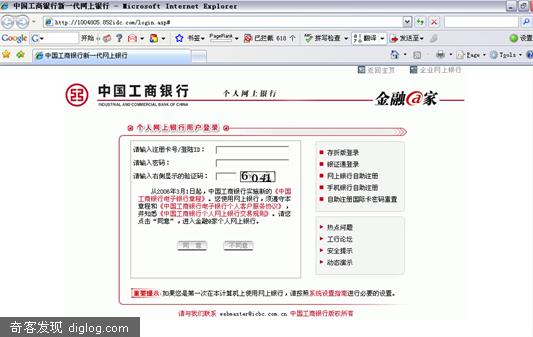 中国工商银行新一代网上银行 - Microsoft Internet Explorer
http://1004805.852idc.com/login.asp#
Google G 开始 书签 PageRank 已拦截 618 个 拼写检查 翻译 发送至 设置
中国工商银行新一代网上银行 Page Tools
返回主页 企业网上银行
中国工商银行 个人网上银行 金融@家
INDUSTRIAL AND COMMERCIAL BANK OF CHINA
个人网上银行用户登录
请输入注册卡号/登陆ID:
请输入密码:
请输入右侧显示的验证码: 6041
从2006年3月1日起,中国工商银行实施新的《中
国工商银行电子银行章程》。您使用网上银行,须遵守本
章程和《中国工商银行电子银行个人客户服务协议》,
并知悉《中国工商银行个人网上银行交易规则》。请您
点击“同意”,进入金融@家个人网上银行。
同 意 不同意
存折版登录
银证通登录
网上银行自助注册
手机银行自助注册
自助注册国际卡密码重置
热点问题
工行论坛
安全提示
动态演示
重要提示:如果您是第一次在本计算机上使用网上银行,请按照系统设置指南进行必要的设置。
请与我们联系 webmaster@icbc.com.cn 中国工商银行版权所有
奇客发现 diglog.com